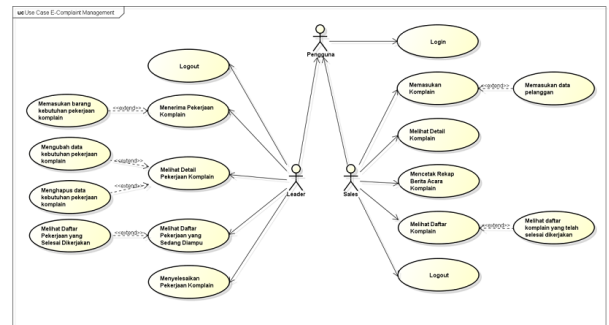 uc Use Case E-Complaint Management
Pengguna
Login
Logout
Memasukan barang
kebutuhan pekerjaan
komplain
<<extend>>
Menerima Pekerjaan
Komplain
Mengubah data
kebutuhan pekerjaan
komplain
<<extend>>
Melihat Detail
Pekerjaan Komplain
Menghapus data
kebutuhan pekerjaan
komplain
<<extend>>
Melihat Daftar
Pekerjaan yang
Selesai Dikerjakan
<<extend>>
Melihat Daftar
Pekerjaan yang
Sedang Diampu
Menyelesaikan
Pekerjaan Komplain
Leader
Sales
Memasukan
Komplain
<<extend>>
Memasukan data
pelanggan
Melihat Detail
Komplain
Mencetak Rekap
Berita Acara
Komplain
Melihat Daftar
Komplain
<<extend>>
Melihat daftar
komplain yang telah
selesai dikerjakan
Logout